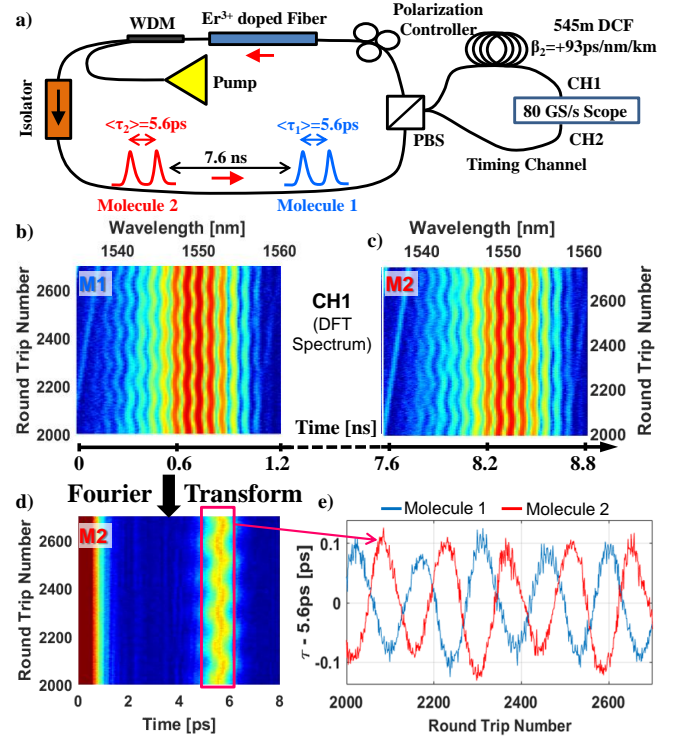 a)
WDM
Er³⁺ doped Fiber
Polarization
Controller
545m DCF
β₂=+93ps/nm/km
Isolator
Pump
CH1
80 GS/s Scope
CH2
PBS
Timing Channel
<τ₂>=5.6ps
<τ₁>=5.6ps
7.6 ns
Molecule 2
Molecule 1
b)
Wavelength [nm]
1540 1550 1560
M1
Round Trip Number
2600
2400
2200
2000
0 0.6 1.2
CH1
(DFT
Spectrum)
Time [ns]
c)
Wavelength [nm]
1540 1550 1560
M2
2600
2400
2200
2000
Round Trip Number
7.6 8.2 8.8
Fourier Transform
d)
M2
Round Trip Number
2600
2400
2200
2000
0 2 4 6 8
Time [ps]
e)
Molecule 1 Molecule 2
τ - 5.6ps [ps]
0.1
0
-0.1
2000 2200 2400 2600
Round Trip Number